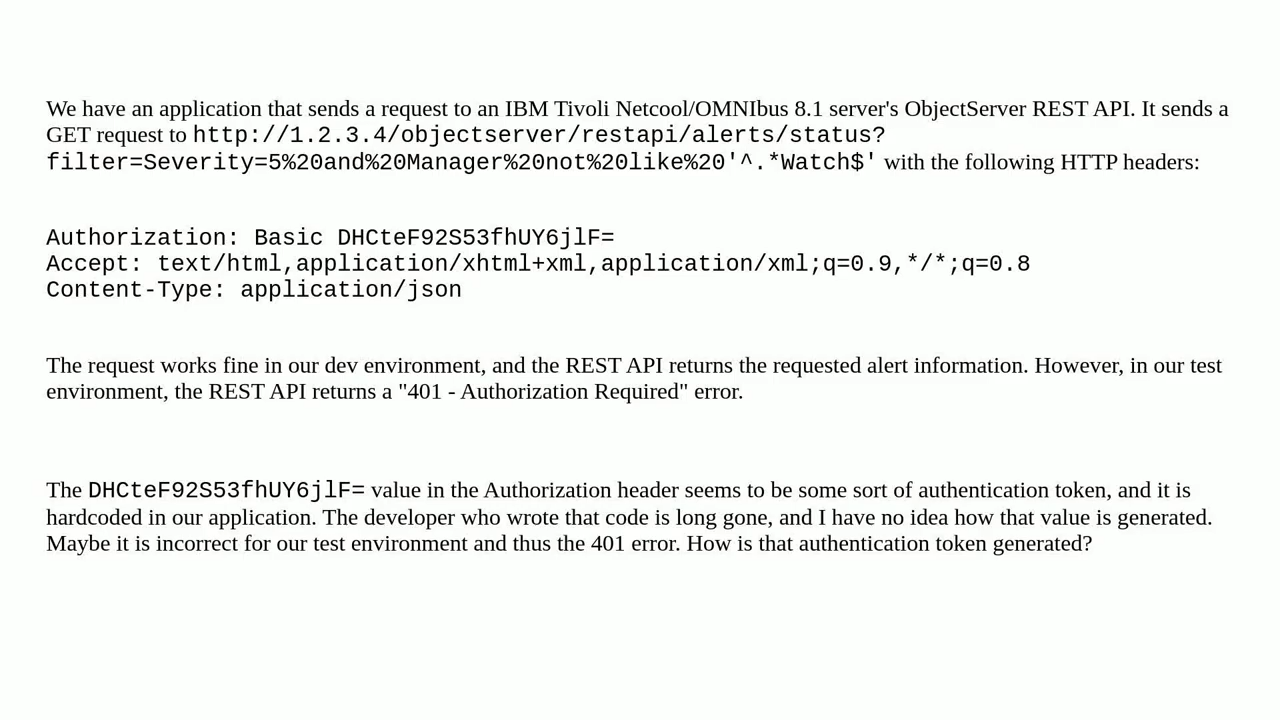 We have an application that sends a request to an IBM Tivoli Netcool/OMNIbus 8.1 server's ObjectServer REST API. It sends a
GET request to http://1.2.3.4/objectserver/restapi/alerts/status?
filter=Severity=5%20and%20Manager%20not%20like%20'^.*Watch$' with the following HTTP headers:
Authorization: Basic DHCteF92S53fhUY6jlF=
Accept: text/html,application/xhtml+xml,application/xml;q=0.9,*/*;q=0.8
Content-Type: application/json
The request works fine in our dev environment, and the REST API returns the requested alert information. However, in our test
environment, the REST API returns a "401 - Authorization Required" error.
The DHCteF92S53fhUY6jlF= value in the Authorization header seems to be some sort of authentication token, and it is
hardcoded in our application. The developer who wrote that code is long gone, and I have no idea how that value is generated.
Maybe it is incorrect for our test environment and thus the 401 error. How is that authentication token generated?